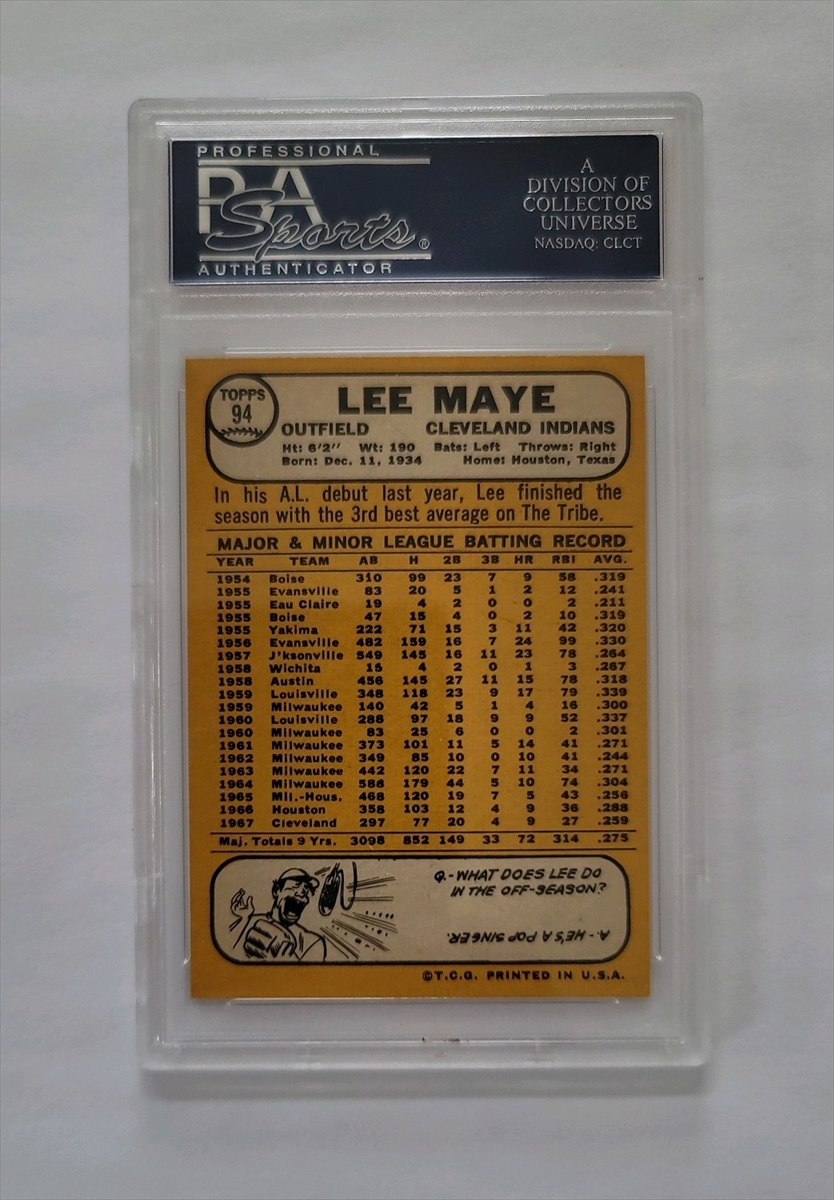 PROFESSIONAL
PSA
Sports®
AUTHENTICATOR
A
DIVISION OF
COLLECTORS
UNIVERSE
NASDAQ: CLCT
TOPPS
94
LEE MAYE
OUTFIELD CLEVELAND INDIANS
Ht: 6'2" Wt: 190 Bats: Left Throws: Right
Born: Dec. 11, 1934 Home: Houston, Texas
In his A.L. debut last year, Lee finished the
season with the 3rd best average on The Tribe.
MAJOR & MINOR LEAGUE BATTING RECORD
YEAR TEAM AB H 2B 3B HR RBI AVG.
1954 Boise 310 99 23 7 9 58 .319
1955 Evansville 83 20 5 1 2 12 .241
1955 Eau Claire 19 4 2 0 0 2 .211
1955 Boise 47 15 4 0 2 10 .319
1955 Yakima 222 71 15 3 11 42 .320
1956 Evansville 482 159 16 7 24 99 .330
1957 J'ksonville 549 145 16 11 23 78 .264
1958 Wichita 15 4 2 0 1 3 .267
1958 Austin 456 145 27 11 15 78 .318
1959 Louisville 348 118 23 9 17 79 .339
1959 Milwaukee 140 42 5 1 4 16 .300
1960 Louisville 288 97 18 9 9 52 .337
1960 Milwaukee 83 25 6 0 0 2 .301
1961 Milwaukee 373 101 11 5 14 41 .271
1962 Milwaukee 349 85 10 0 10 41 .244
1963 Milwaukee 442 120 22 7 11 34 .271
1964 Milwaukee 588 179 44 5 10 74 .304
1965 Mil.-Hous. 468 120 19 7 5 43 .256
1966 Houston 358 103 12 4 9 36 .288
1967 Cleveland 297 77 20 4 9 27 .259
Maj. Totals 9 Yrs. 3098 852 149 33 72 314 .275
Q.-WHAT DOES LEE DO
IN THE OFF-SEASON?
A.-HE'S A POP SINGER.
©T.C.G. PRINTED IN U.S.A.